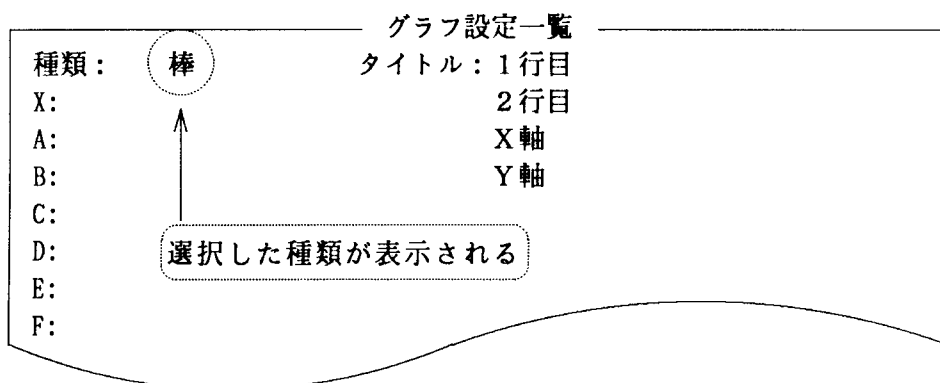 グラフ設定一覧
種類： 棒 タイトル：1行目
X: 2行目
A: X軸
B: Y軸
C:
D: 選択した種類が表示される
E:
F: